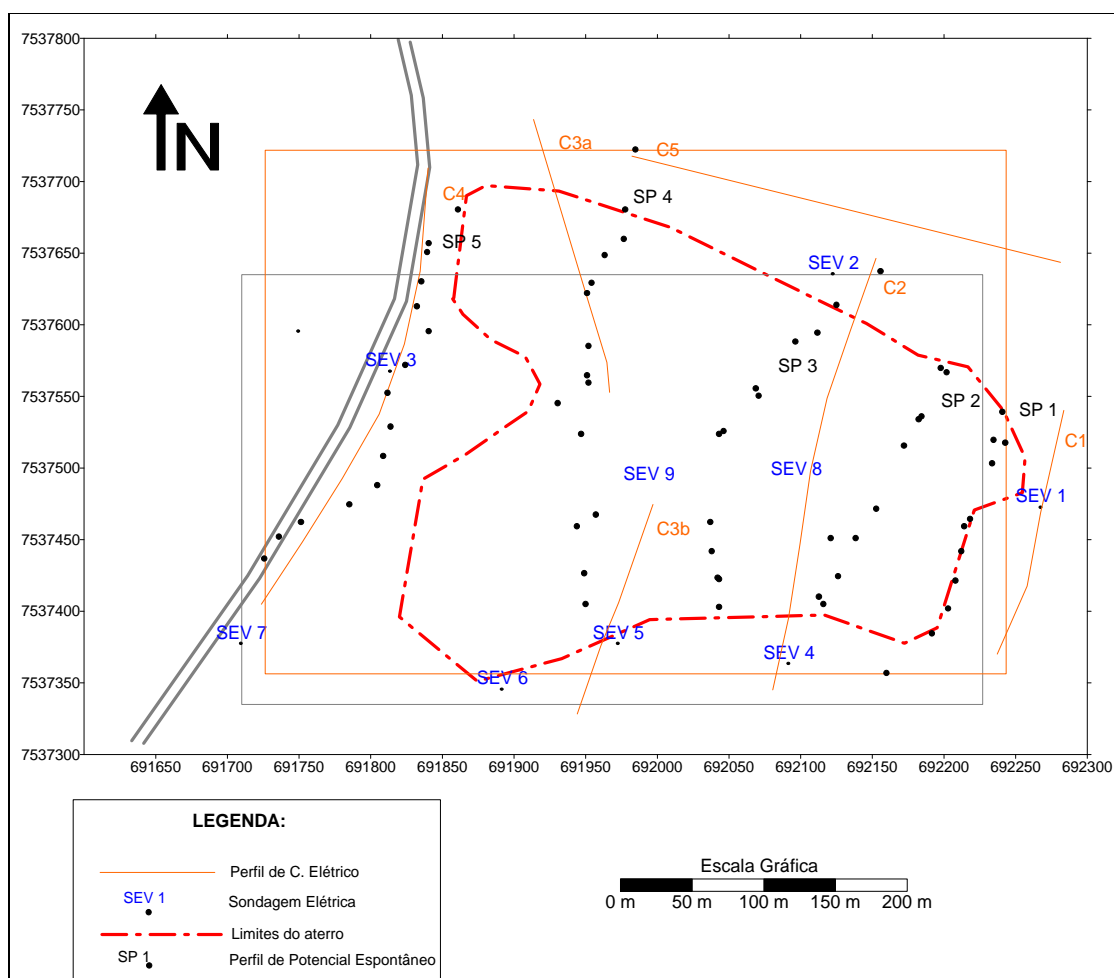 7537800
7537750
7537700
7537650
7537600
7537550
7537500
7537450
7537400
7537350
7537300
N
C3a
C5
C4
SP 4
SP 5
SEV 2
C2
SEV 3
SP 3
SP 2
SP 1
C1
SEV 9
SEV 8
SEV 1
C3b
SEV 7
SEV 5
SEV 4
SEV 6
691650 691700 691750 691800 691850 691900 691950 692000 692050 692100 692150 692200 692250 692300
LEGENDA:
Perfil de C. Elétrico
SEV 1
Sondagem Elétrica
Limites do aterro
SP 1
Perfil de Potencial Espontâneo
Escala Gráfica
0 m 50 m 100 m 150 m 200 m